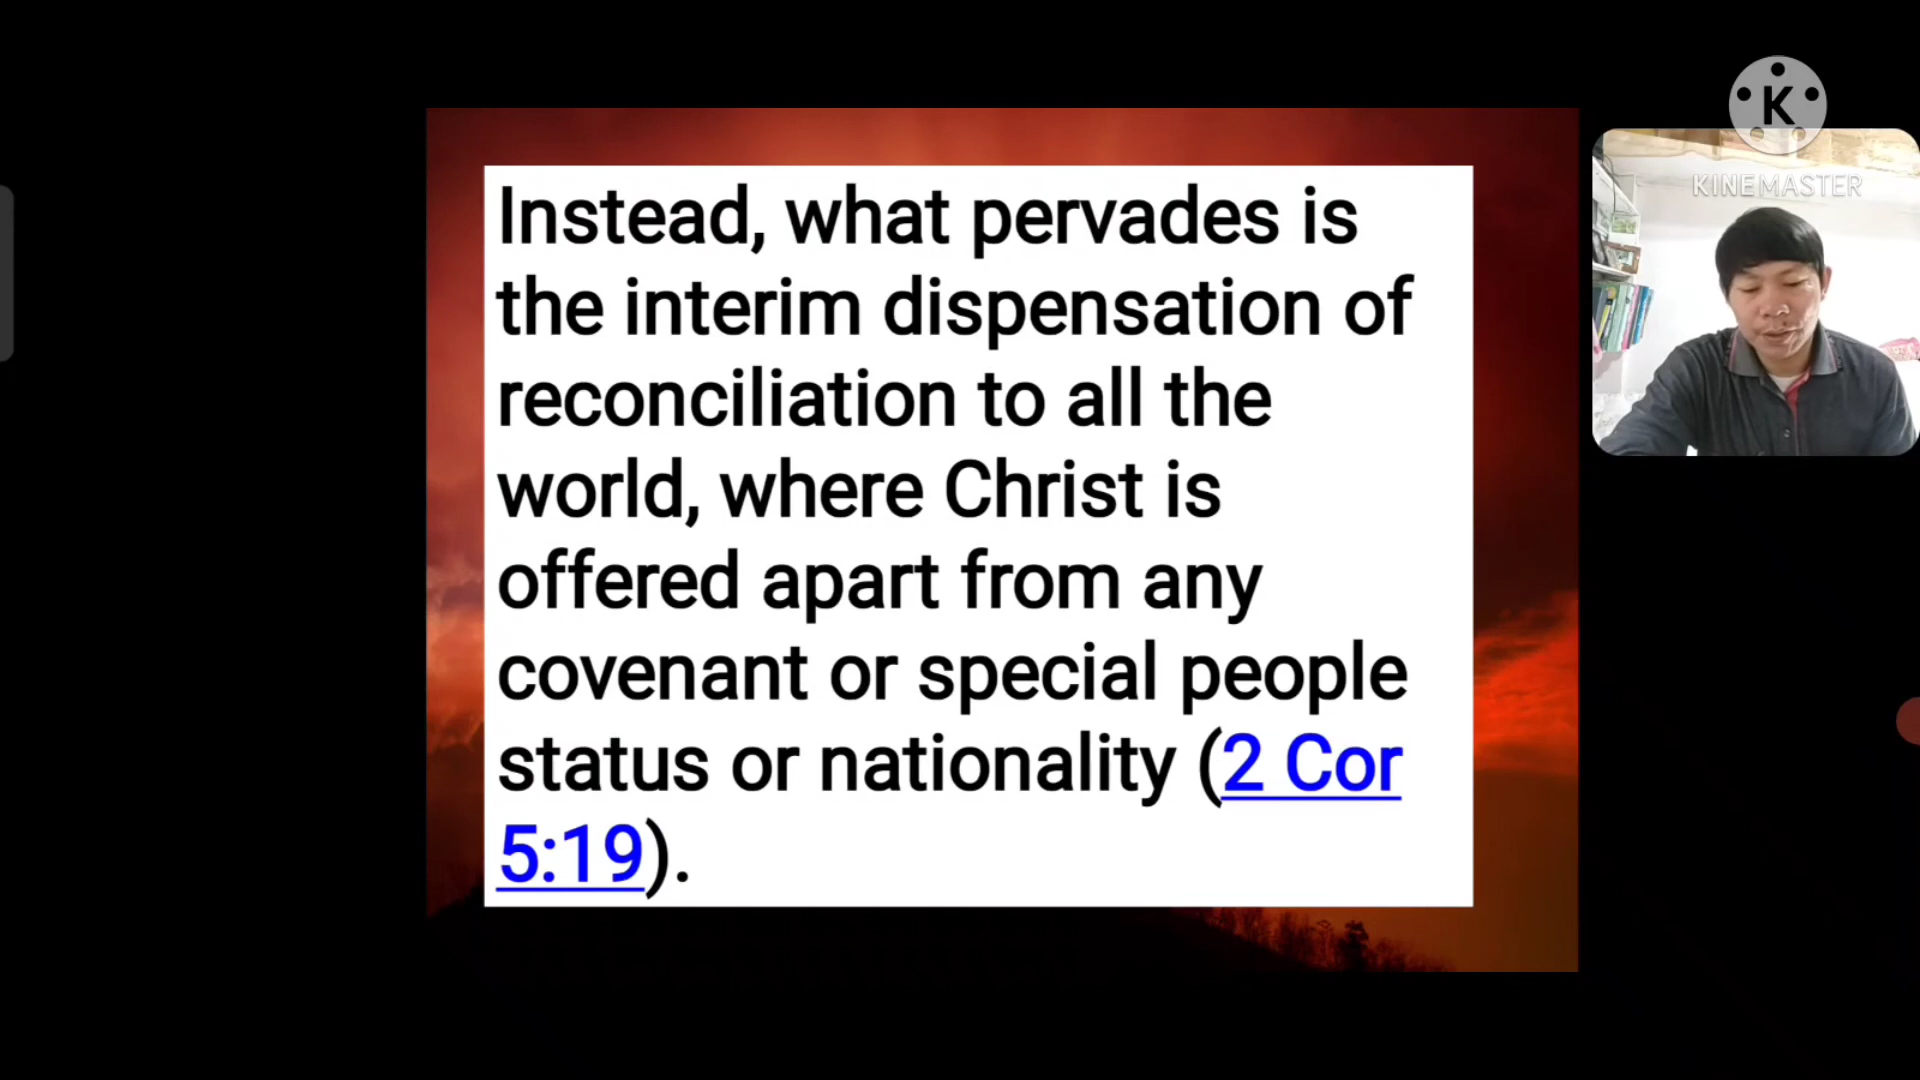 Instead, what pervades is
the interim dispensation of
reconciliation to all the
world, where Christ is
offered apart from any
covenant or special people
status or nationality (2 Cor
5:19).
K
KINEMASTER